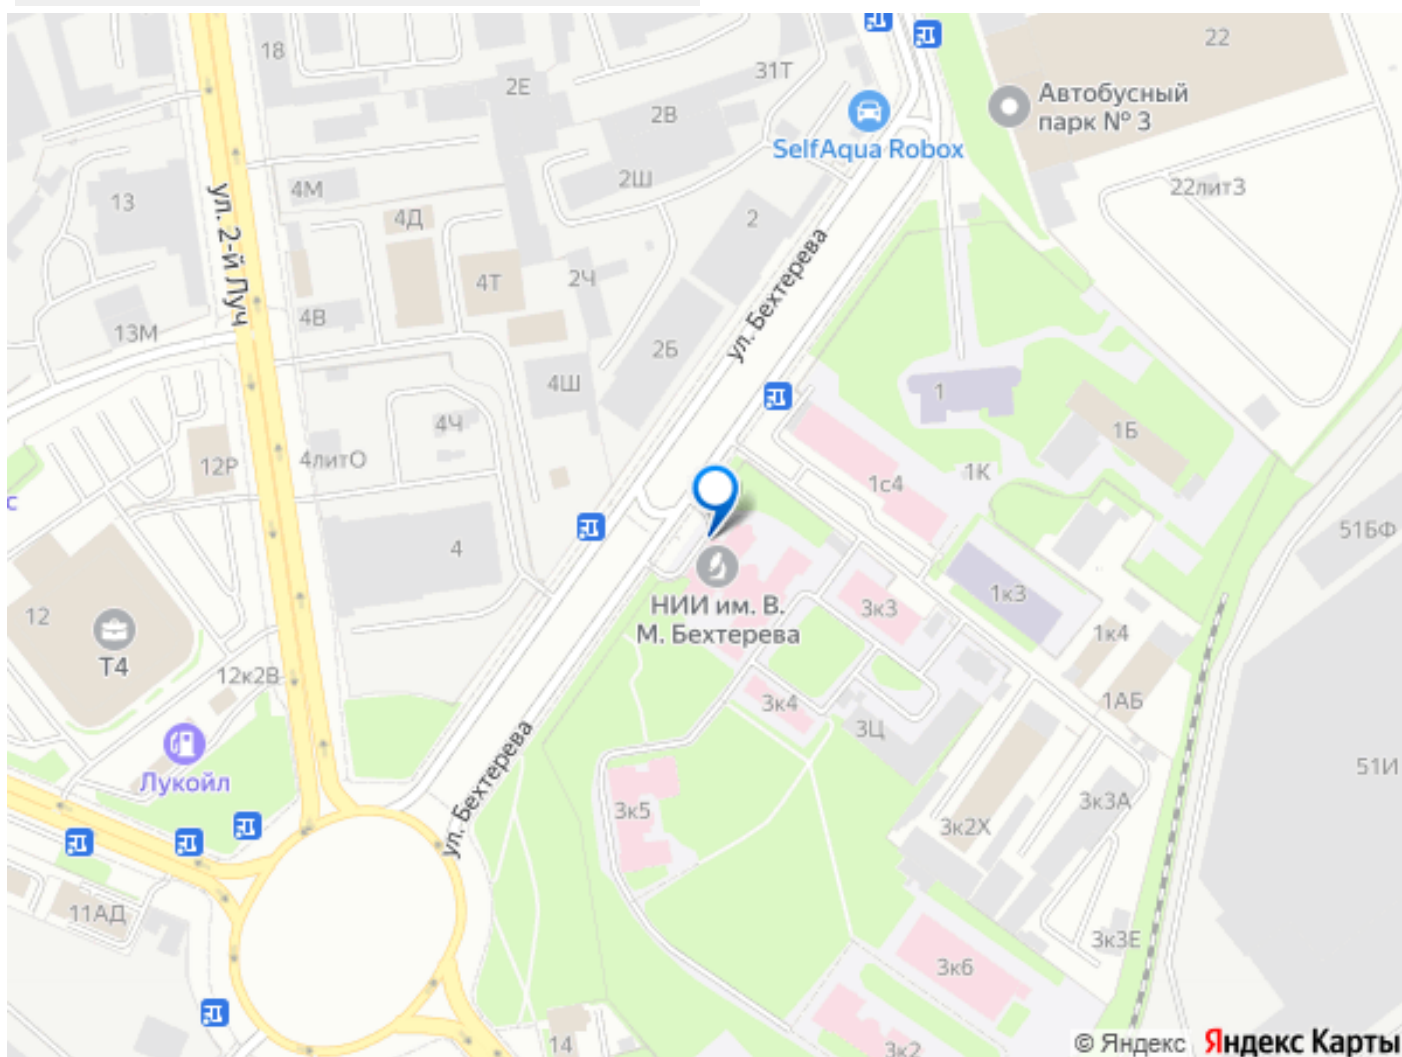 18
2Е
31Т
22
Автобусный
парк № 3
2В
SelfAqua Robox
2Ш
4М
13
22лит3
ул. 2-й Луч
4Д
2
ул. Бехтерева
4Т
2Ч
4В
13М
2Б
4Ш
1
4Ч
1Б
12Р
4литО
1с4
1К
с
51БФ
4
1к3
НИИ им. В.
М. Бехтерева
3к3
12
Т4
1к4
12к2В
3к4
1АБ
3Ц
ул. Бехтерева
Лукойл
51И
3к5
3к3А
3к2Х
11АД
3к3Е
3к6
14
3к2
© Яндекс Яндекс Карты